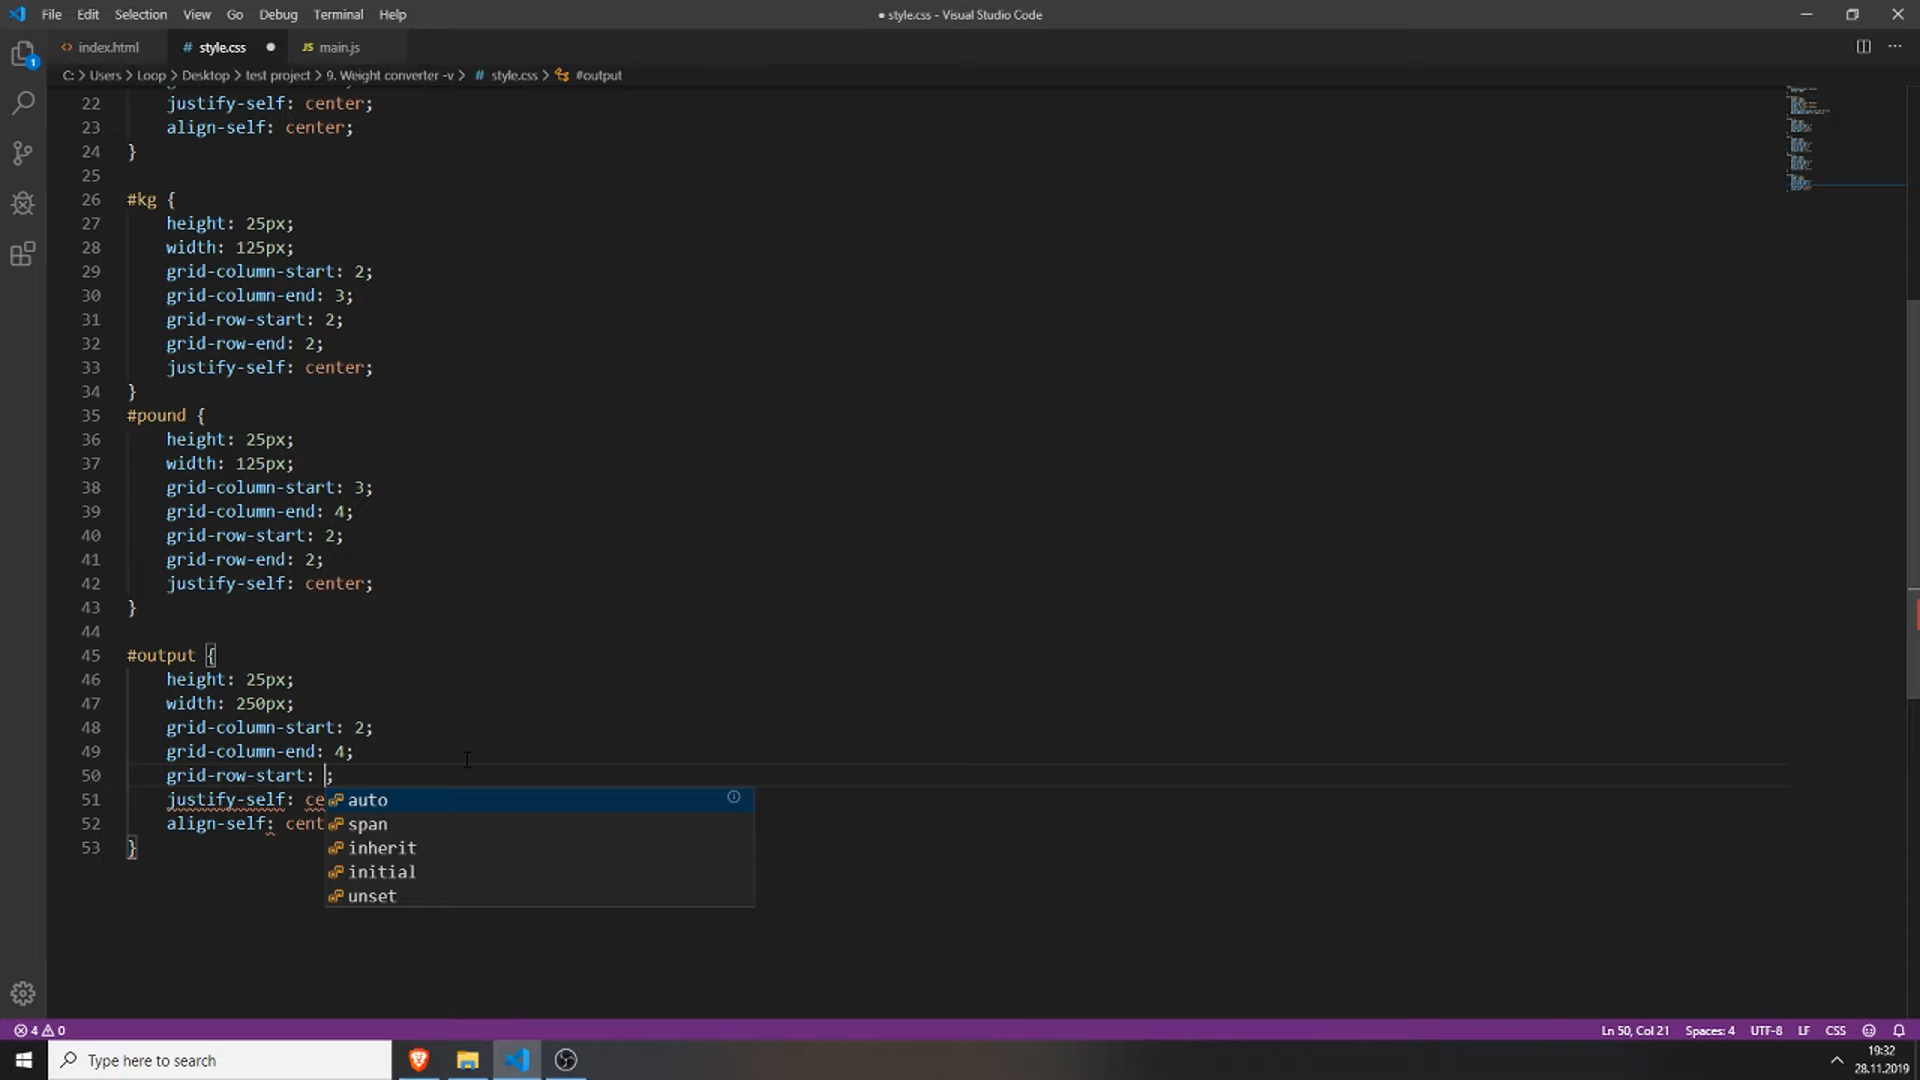 File Edit Selection View Go Debug Terminal Help
● style.css - Visual Studio Code
<> index.html # style.css ● JS main.js
1
C: > Users > Loop > Desktop > test project > 9. Weight converter -v > # style.css > #output
22 justify-self: center;
23 align-self: center;
24 }
25
26 #kg {
27 height: 25px;
28 width: 125px;
29 grid-column-start: 2;
30 grid-column-end: 3;
31 grid-row-start: 2;
32 grid-row-end: 2;
33 justify-self: center;
34 }
35 #pound {
36 height: 25px;
37 width: 125px;
38 grid-column-start: 3;
39 grid-column-end: 4;
40 grid-row-start: 2;
41 grid-row-end: 2;
42 justify-self: center;
43 }
44
45 #output {
46 height: 25px;
47 width: 250px;
48 grid-column-start: 2;
49 grid-column-end: 4;
50 grid-row-start: ;
51 justify-self: ce
auto
52 align-self: cent
span
53 }
inherit
initial
unset
4 0
Ln 50, Col 21 Spaces: 4 UTF-8 LF CSS
Type here to search
19:32
28.11.2019